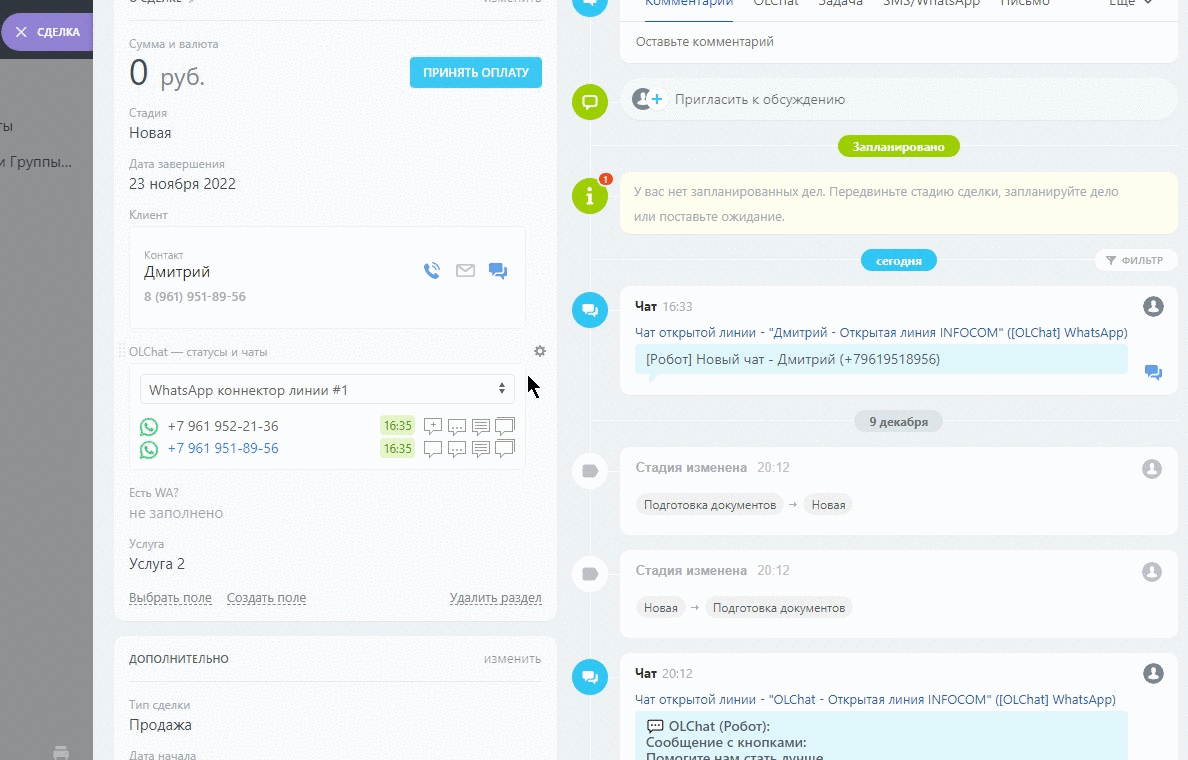 СДЕЛКА
ты
и Группы...
О СДЕЛКЕ
изменить
Сумма и валюта
0 руб.
ПРИНЯТЬ ОПЛАТУ
Стадия
Новая
Дата завершения
23 ноября 2022
Клиент
Контакт
Дмитрий
8 (961) 951-89-56
OLChat — статусы и чаты
WhatsApp коннектор линии #1
+7 961 952-21-36
16:35
+7 961 951-89-56
16:35
Есть WA?
не заполнено
Услуга
Услуга 2
Выбрать поле
Создать поле
Удалить раздел
ДОПОЛНИТЕЛЬНО
изменить
Тип сделки
Продажа
Дата начала
Комментарий
OLChat
Задача
SMS/WhatsApp
Письмо
Ещё
Оставьте комментарий
Пригласить к обсуждению
Запланировано
1
У вас нет запланированных дел. Передвиньте стадию сделки, запланируйте дело
или поставьте ожидание.
сегодня
ФИЛЬТР
Чат 16:33
Чат открытой линии - "Дмитрий - Открытая линия INFOCOM" ([OLChat] WhatsApp)
[Робот] Новый чат - Дмитрий (+79619518956)
9 декабря
Стадия изменена 20:12
Подготовка документов → Новая
Стадия изменена 20:12
Новая → Подготовка документов
Чат 20:12
Чат открытой линии - "OLChat - Открытая линия INFOCOM" ([OLChat] WhatsApp)
OLChat (Робот):
Сообщение с кнопками:
Помогите нам стать лучше